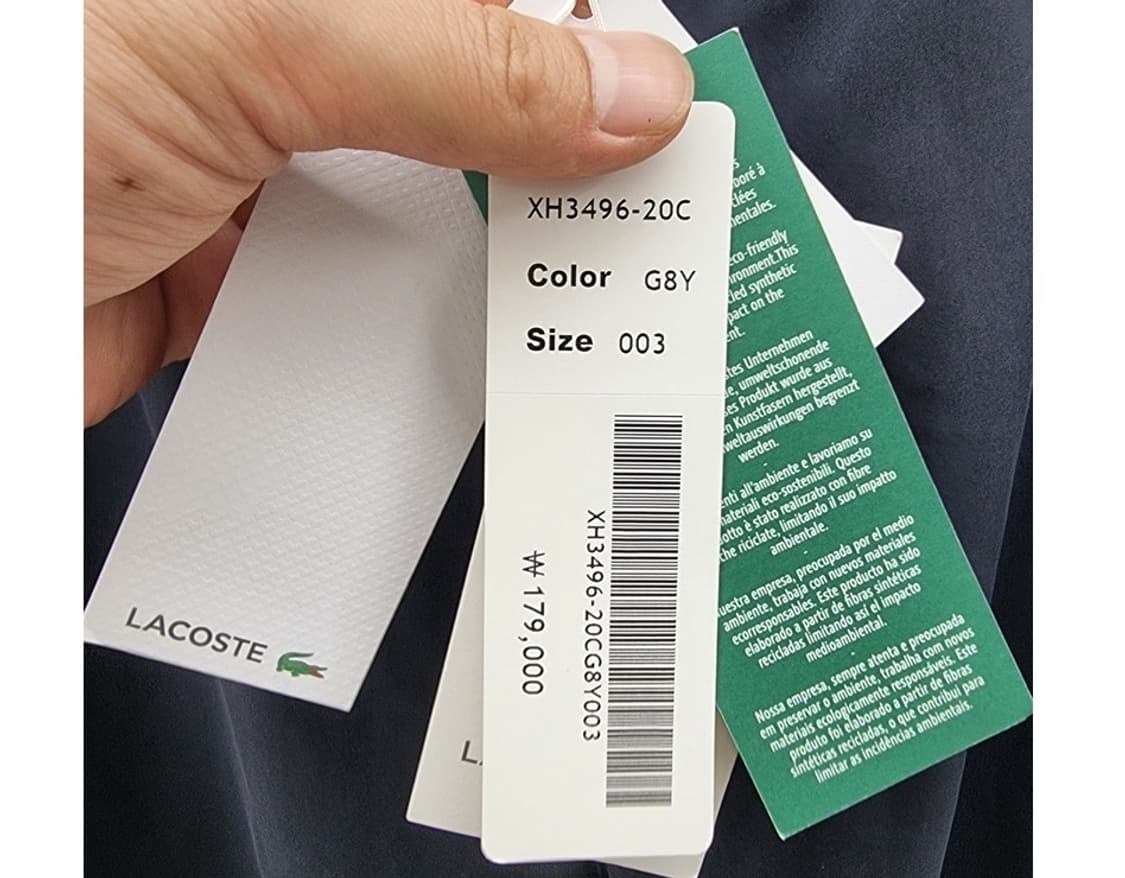 LACOSTE
XH3496-20C
Color G8Y
Size 003
XH3496-20CG8Y003
₩ 179,000
eco-friendly
This
synthetic
on the
Unternehmen
umweltschonende
Produkt wurde aus
Kunstfasern hergestellt,
begrenzt
werden.
-
all'ambiente e lavoriamo su
materiali eco-sostenibili. Questo
è stato realizzato con fibre
riciclate, limitando il suo impatto
ambientale.
-
empresa, preocupada por el medio
ambiente, trabaja con nuevos materiales
ecorresponsables. Este producto ha sido
elaborado a partir de fibras sintéticas
recicladas limitando así el impacto
medioambiental.
-
Nossa empresa, sempre atenta e preocupada
em preservar o ambiente, trabalha com novos
materiais ecologicamente responsáveis. Este
produto foi elaborado a partir de fibras
sintéticas recicladas, o que contribui para
limitar as incidências ambientais.